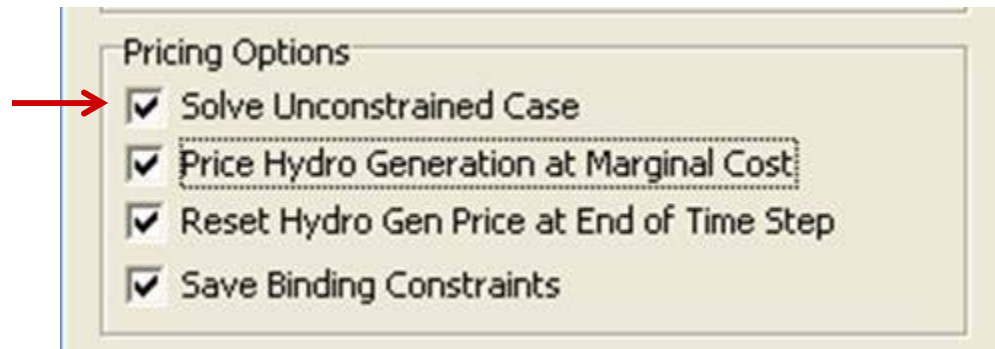 Pricing Options
Solve Unconstrained Case
Price Hydro Generation at Marginal Cost
Reset Hydro Gen Price at End of Time Step
Save Binding Constraints